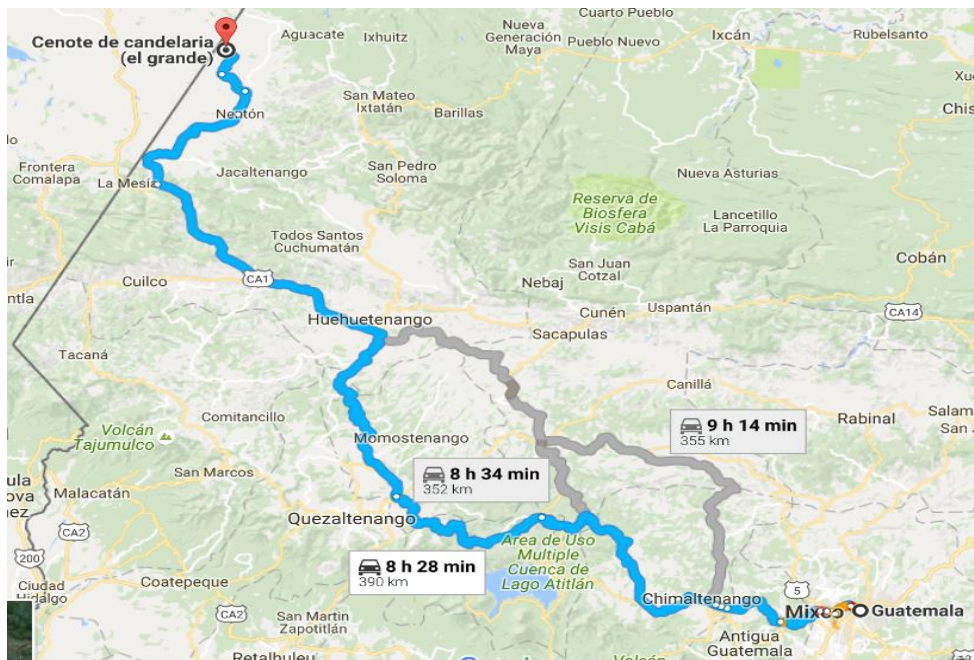 Cuarto Pueblo
Aguacate
Ixhuitz
Nueva
Generación
Maya
Pueblo Nuevo
Ixcán
Rubelsanto
Cenote de candelaria
(el grande)
San Mateo
Ixtatán
Barillas
Nentón
Frontera
Comalapa
La Mesía
Jacaltenango
San Pedro
Soloma
Nueva Asturias
Reserva de
Biosfera
Visis Cabá
Lancetillo
La Parroquia
Todos Santos
Cuchumatán
San Juan
Cotzal
Cobán
Cuilco
CA1
Nebaj
Uspantán
Huehuetenango
Cunén
CA14
Sacapulas
Tacaná
Canillá
Comitancillo
9 h 14 min
355 km
Rabinal
Volcán
Tajumulco
Momostenango
San Marcos
8 h 34 min
352 km
Malacatán
Quezaltenango
CA2
Area de Uso
Multiple
Cuenca de
Lago Atitlán
8 h 28 min
390 km
200
Ciudad
Hidalgo
Coatepeque
5
Chimaltenango
Mixco
Guatemala
CA2
San Martin
Zapotitlán
Antigua
Guatemala
Retalhuleu
Volcán